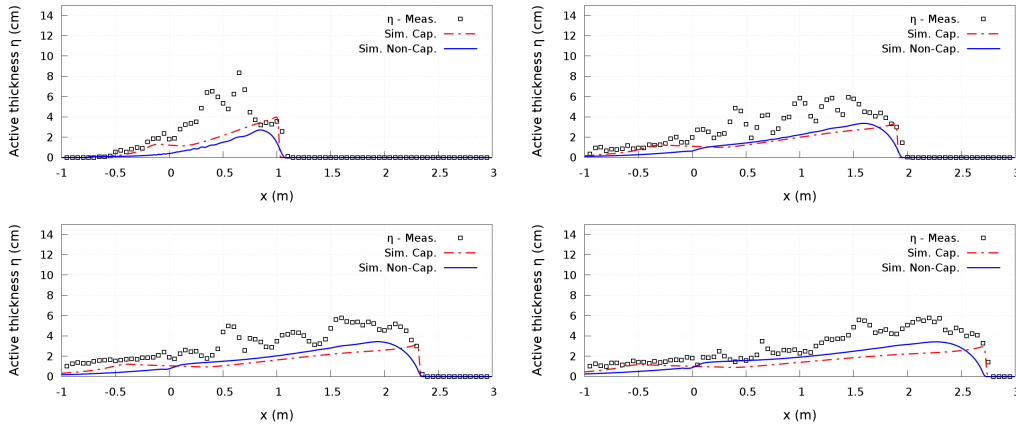 Active thickness η (cm)
14
12
10
8
6
4
2
0
η - Meas.
Sim. Cap.
Sim. Non-Cap.
-1 -0.5 0 0.5 1 1.5 2 2.5 3
x (m)
Active thickness η (cm)
14
12
10
8
6
4
2
0
η - Meas.
Sim. Cap.
Sim. Non-Cap.
-1 -0.5 0 0.5 1 1.5 2 2.5 3
x (m)
Active thickness η (cm)
14
12
10
8
6
4
2
0
η - Meas.
Sim. Cap.
Sim. Non-Cap.
-1 -0.5 0 0.5 1 1.5 2 2.5 3
x (m)
Active thickness η (cm)
14
12
10
8
6
4
2
0
η - Meas.
Sim. Cap.
Sim. Non-Cap.
-1 -0.5 0 0.5 1 1.5 2 2.5 3
x (m)